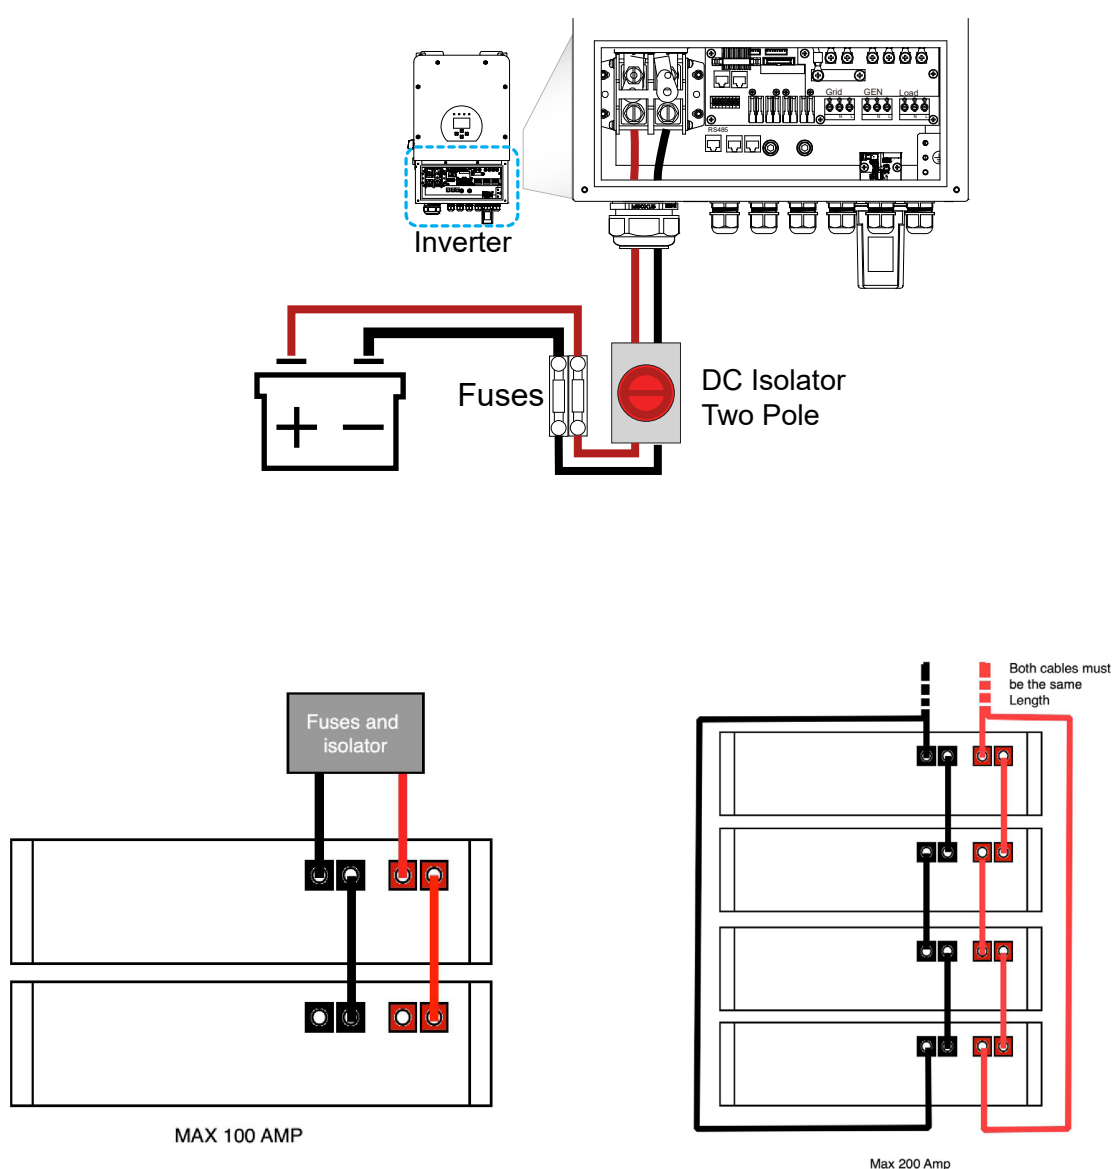 Grid
GEN
Load
N
L
N
L
N
L
RS485
Inverter
Fuses
DC Isolator
Two Pole
+ −
Both cables must
be the same
Length
Fuses and
isolator
MAX 100 AMP
Max 200 Amp